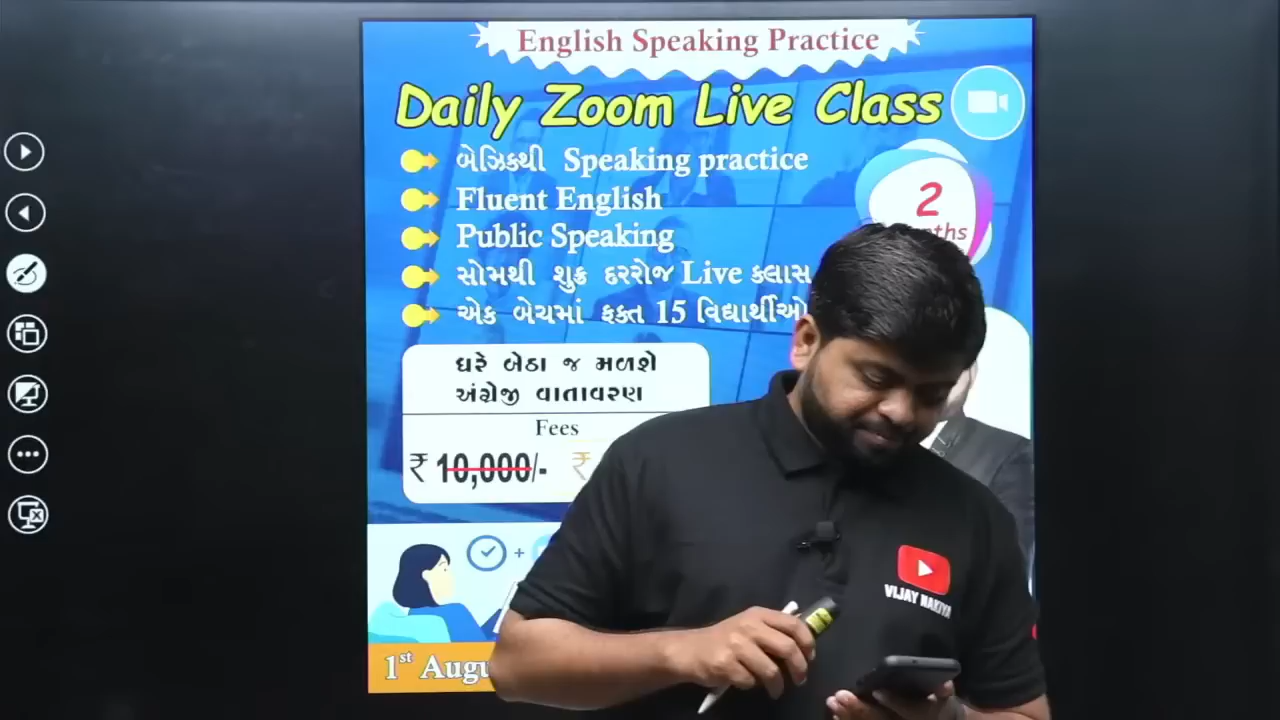 English Speaking Practice
Daily Zoom Live Class
બેઝિકથી Speaking practice
Fluent English
Public Speaking
સોમથી શુક્ર દરરોજ Live ક્લાસ
એક બેચમાં ફક્ત 15 વિદ્યાર્થીઓ
2
ઘરે બેઠા જ મળશે
અંગ્રેજી વાતાવરણ
Fees
₹ 10,000/- ₹
1st
VIJAY NAKIYA